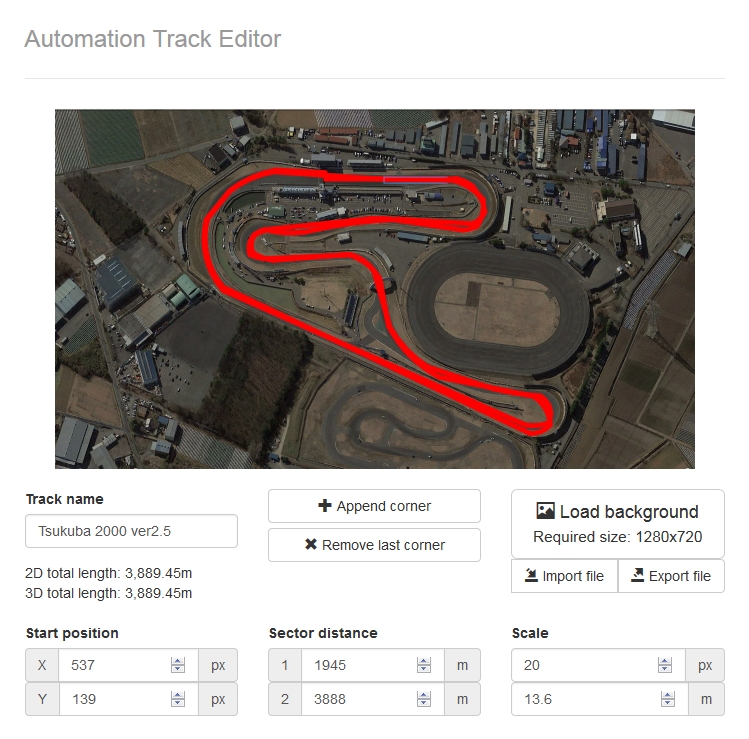 Automation Track Editor
Track name
Tsukuba 2000 ver2.5
2D total length: 3,889.45m
3D total length: 3,889.45m
Append corner
Remove last corner
Load background
Required size: 1280x720
Import file
Export file
Start position
X 537 px
Y 139 px
Sector distance
1 1945 m
2 3888 m
Scale
20 px
13.6 m